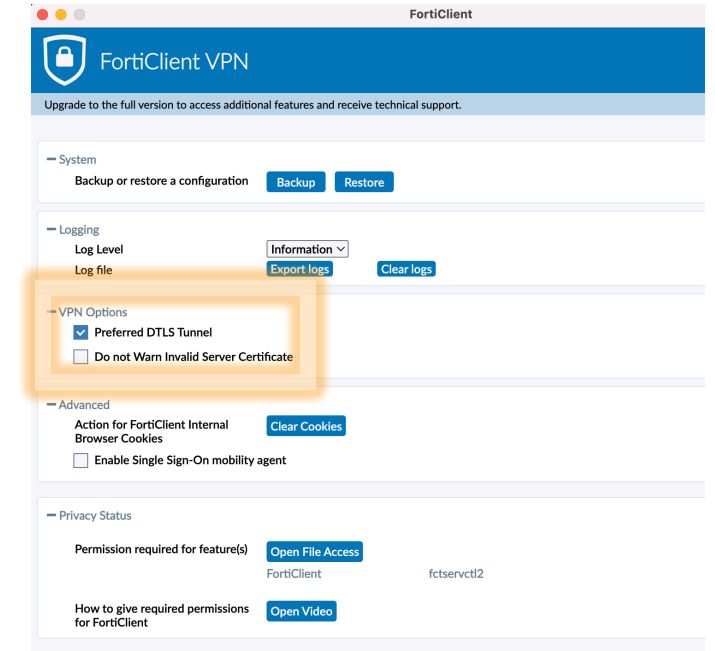 FortiClient
FortiClient VPN
Upgrade to the full version to access additional features and receive technical support.
System
Backup or restore a configuration Backup Restore
Logging
Log Level Information
Log file Export logs Clear logs
VPN Options
Preferred DTLS Tunnel
Do not Warn Invalid Server Certificate
Advanced
Action for FortiClient Internal
Browser Cookies Clear Cookies
Enable Single Sign-On mobility agent
Privacy Status
Permission required for feature(s) Open File Access
FortiClient fctservctl2
How to give required permissions
for FortiClient Open Video